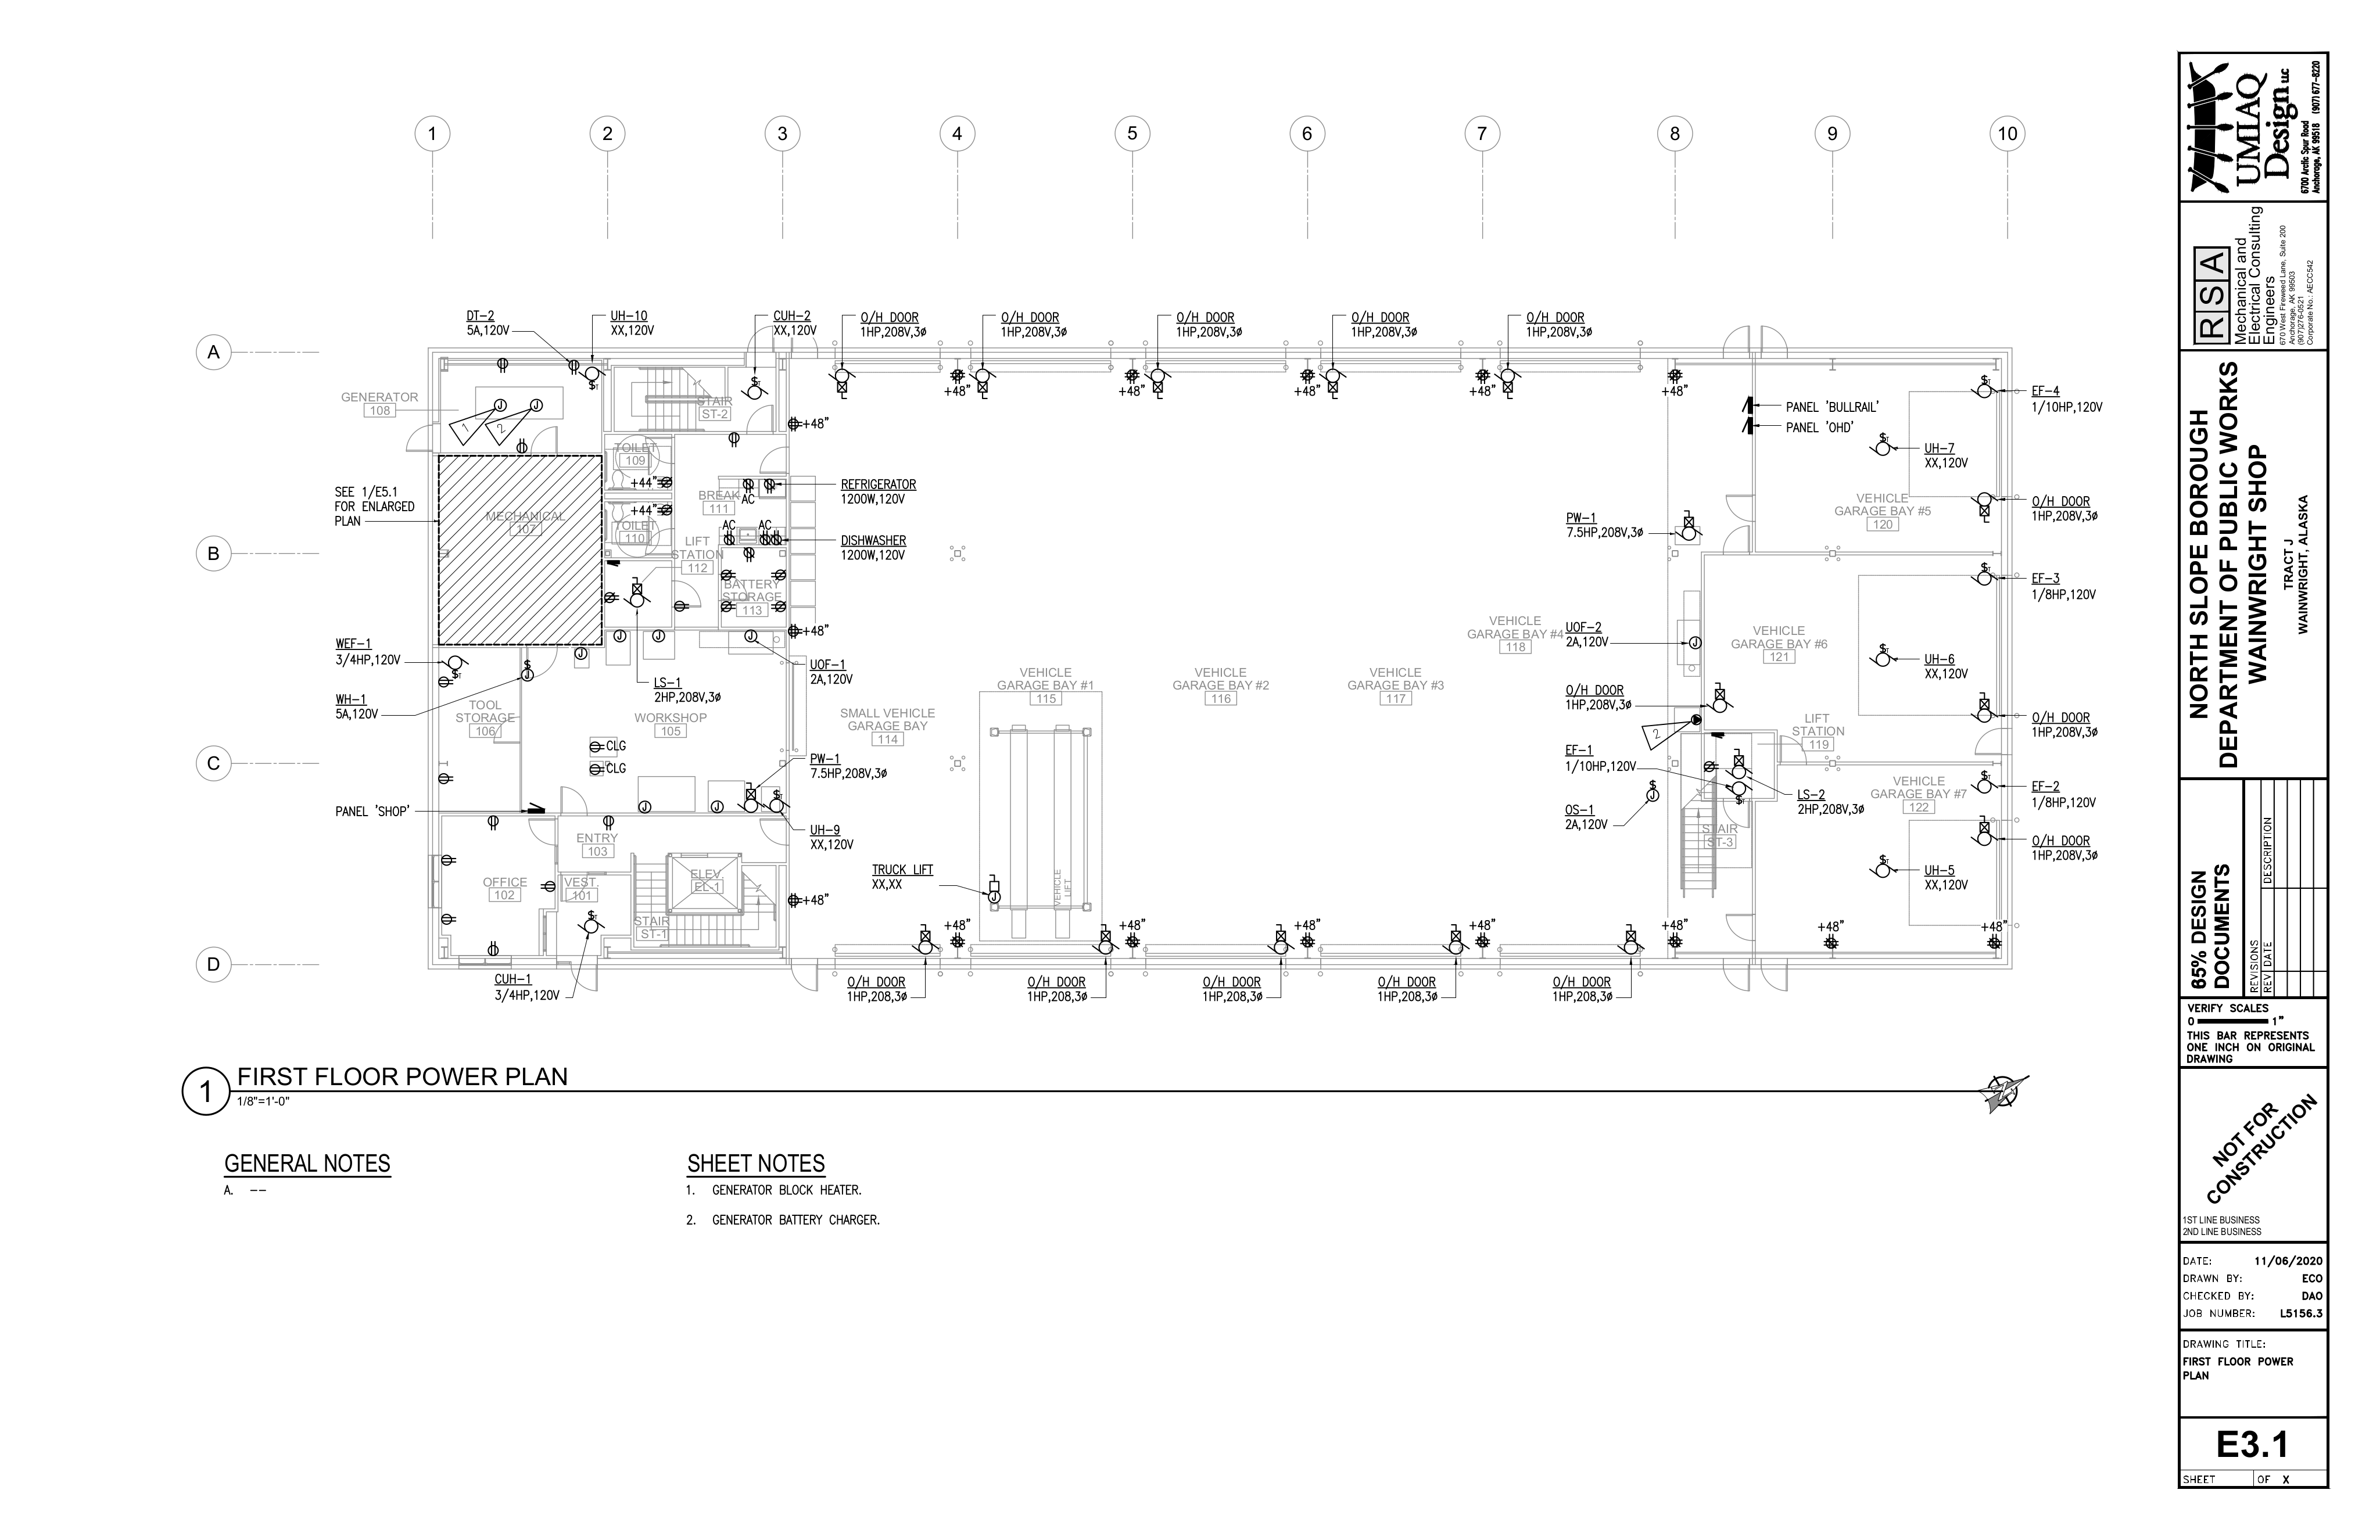 1
2
3
4
5
6
7
8
9
10
A
B
C
D
DT-2
5A,120V
UH-10
XX,120V
CUH-2
XX,120V
O/H DOOR
1HP,208V,3ø
O/H DOOR
1HP,208V,3ø
O/H DOOR
1HP,208V,3ø
O/H DOOR
1HP,208V,3ø
O/H DOOR
1HP,208V,3ø
+48"
+48"
+48"
+48"
+48"
GENERATOR
108
1
2
STAIR
ST-2
+48"
TOILET
109
+44"
+44"
TOILET
110
BREAK
111
AC
AC
AC
REFRIGERATOR
1200W,120V
DISHWASHER
1200W,120V
SEE 1/E5.1
FOR ENLARGED
PLAN
MECHANICAL
107
LIFT
STATION
112
BATTERY
STORAGE
113
+48"
WEF-1
3/4HP,120V
WH-1
5A,120V
TOOL
STORAGE
106
LS-1
2HP,208V,3ø
WORKSHOP
105
CLG
CLG
UOF-1
2A,120V
SMALL VEHICLE
GARAGE BAY
114
PW-1
7.5HP,208V,3ø
UH-9
XX,120V
PANEL 'SHOP'
ENTRY
103
OFFICE
102
VEST.
101
ELEV
EL-1
STAIR
ST-1
+48"
CUH-1
3/4HP,120V
VEHICLE
GARAGE BAY #1
115
VEHICLE
GARAGE BAY #2
116
VEHICLE
GARAGE BAY #3
117
VEHICLE
GARAGE BAY #4
118
TRUCK LIFT
XX,XX
VEHICLE
LIFT
PANEL 'BULLRAIL'
PANEL 'OHD'
EF-4
1/10HP,120V
UH-7
XX,120V
VEHICLE
GARAGE BAY #5
120
O/H DOOR
1HP,208V,3ø
PW-1
7.5HP,208V,3ø
EF-3
1/8HP,120V
UOF-2
2A,120V
VEHICLE
GARAGE BAY #6
121
UH-6
XX,120V
O/H DOOR
1HP,208V,3ø
2
O/H DOOR
1HP,208V,3ø
LIFT
STATION
119
EF-1
1/10HP,120V
OS-1
2A,120V
LS-2
2HP,208V,3ø
VEHICLE
GARAGE BAY #7
122
EF-2
1/8HP,120V
STAIR
ST-3
O/H DOOR
1HP,208V,3ø
UH-5
XX,120V
+48"
+48"
+48"
+48"
+48"
+48"
+48"
O/H DOOR
1HP,208,3ø
O/H DOOR
1HP,208,3ø
O/H DOOR
1HP,208,3ø
O/H DOOR
1HP,208,3ø
O/H DOOR
1HP,208,3ø
1
FIRST FLOOR POWER PLAN
1/8"=1'-0"
GENERAL NOTES
A. --
SHEET NOTES
1. GENERATOR BLOCK HEATER.
2. GENERATOR BATTERY CHARGER.
UMIAQ
Design LLC
6700 Arctic Spur Road
Anchorage, AK 99518 (907) 677-8220
RSA
Mechanical and
Electrical Consulting
Engineers
670 West Fireweed Lane, Suite 200
Anchorage, AK 99503
(907)276-0521
Corporate No.: AECC542
NORTH SLOPE BOROUGH
DEPARTMENT OF PUBLIC WORKS
WAINWRIGHT SHOP
TRACT J
WAINWRIGHT, ALASKA
65% DESIGN
DOCUMENTS
REVISIONS
REV DATE DESCRIPTION
VERIFY SCALES
0 1"
THIS BAR REPRESENTS
ONE INCH ON ORIGINAL
DRAWING
NOT FOR
CONSTRUCTION
1ST LINE BUSINESS
2ND LINE BUSINESS
DATE: 11/06/2020
DRAWN BY: ECO
CHECKED BY: DAO
JOB NUMBER: L5156.3
DRAWING TITLE:
FIRST FLOOR POWER
PLAN
E3.1
SHEET OF X